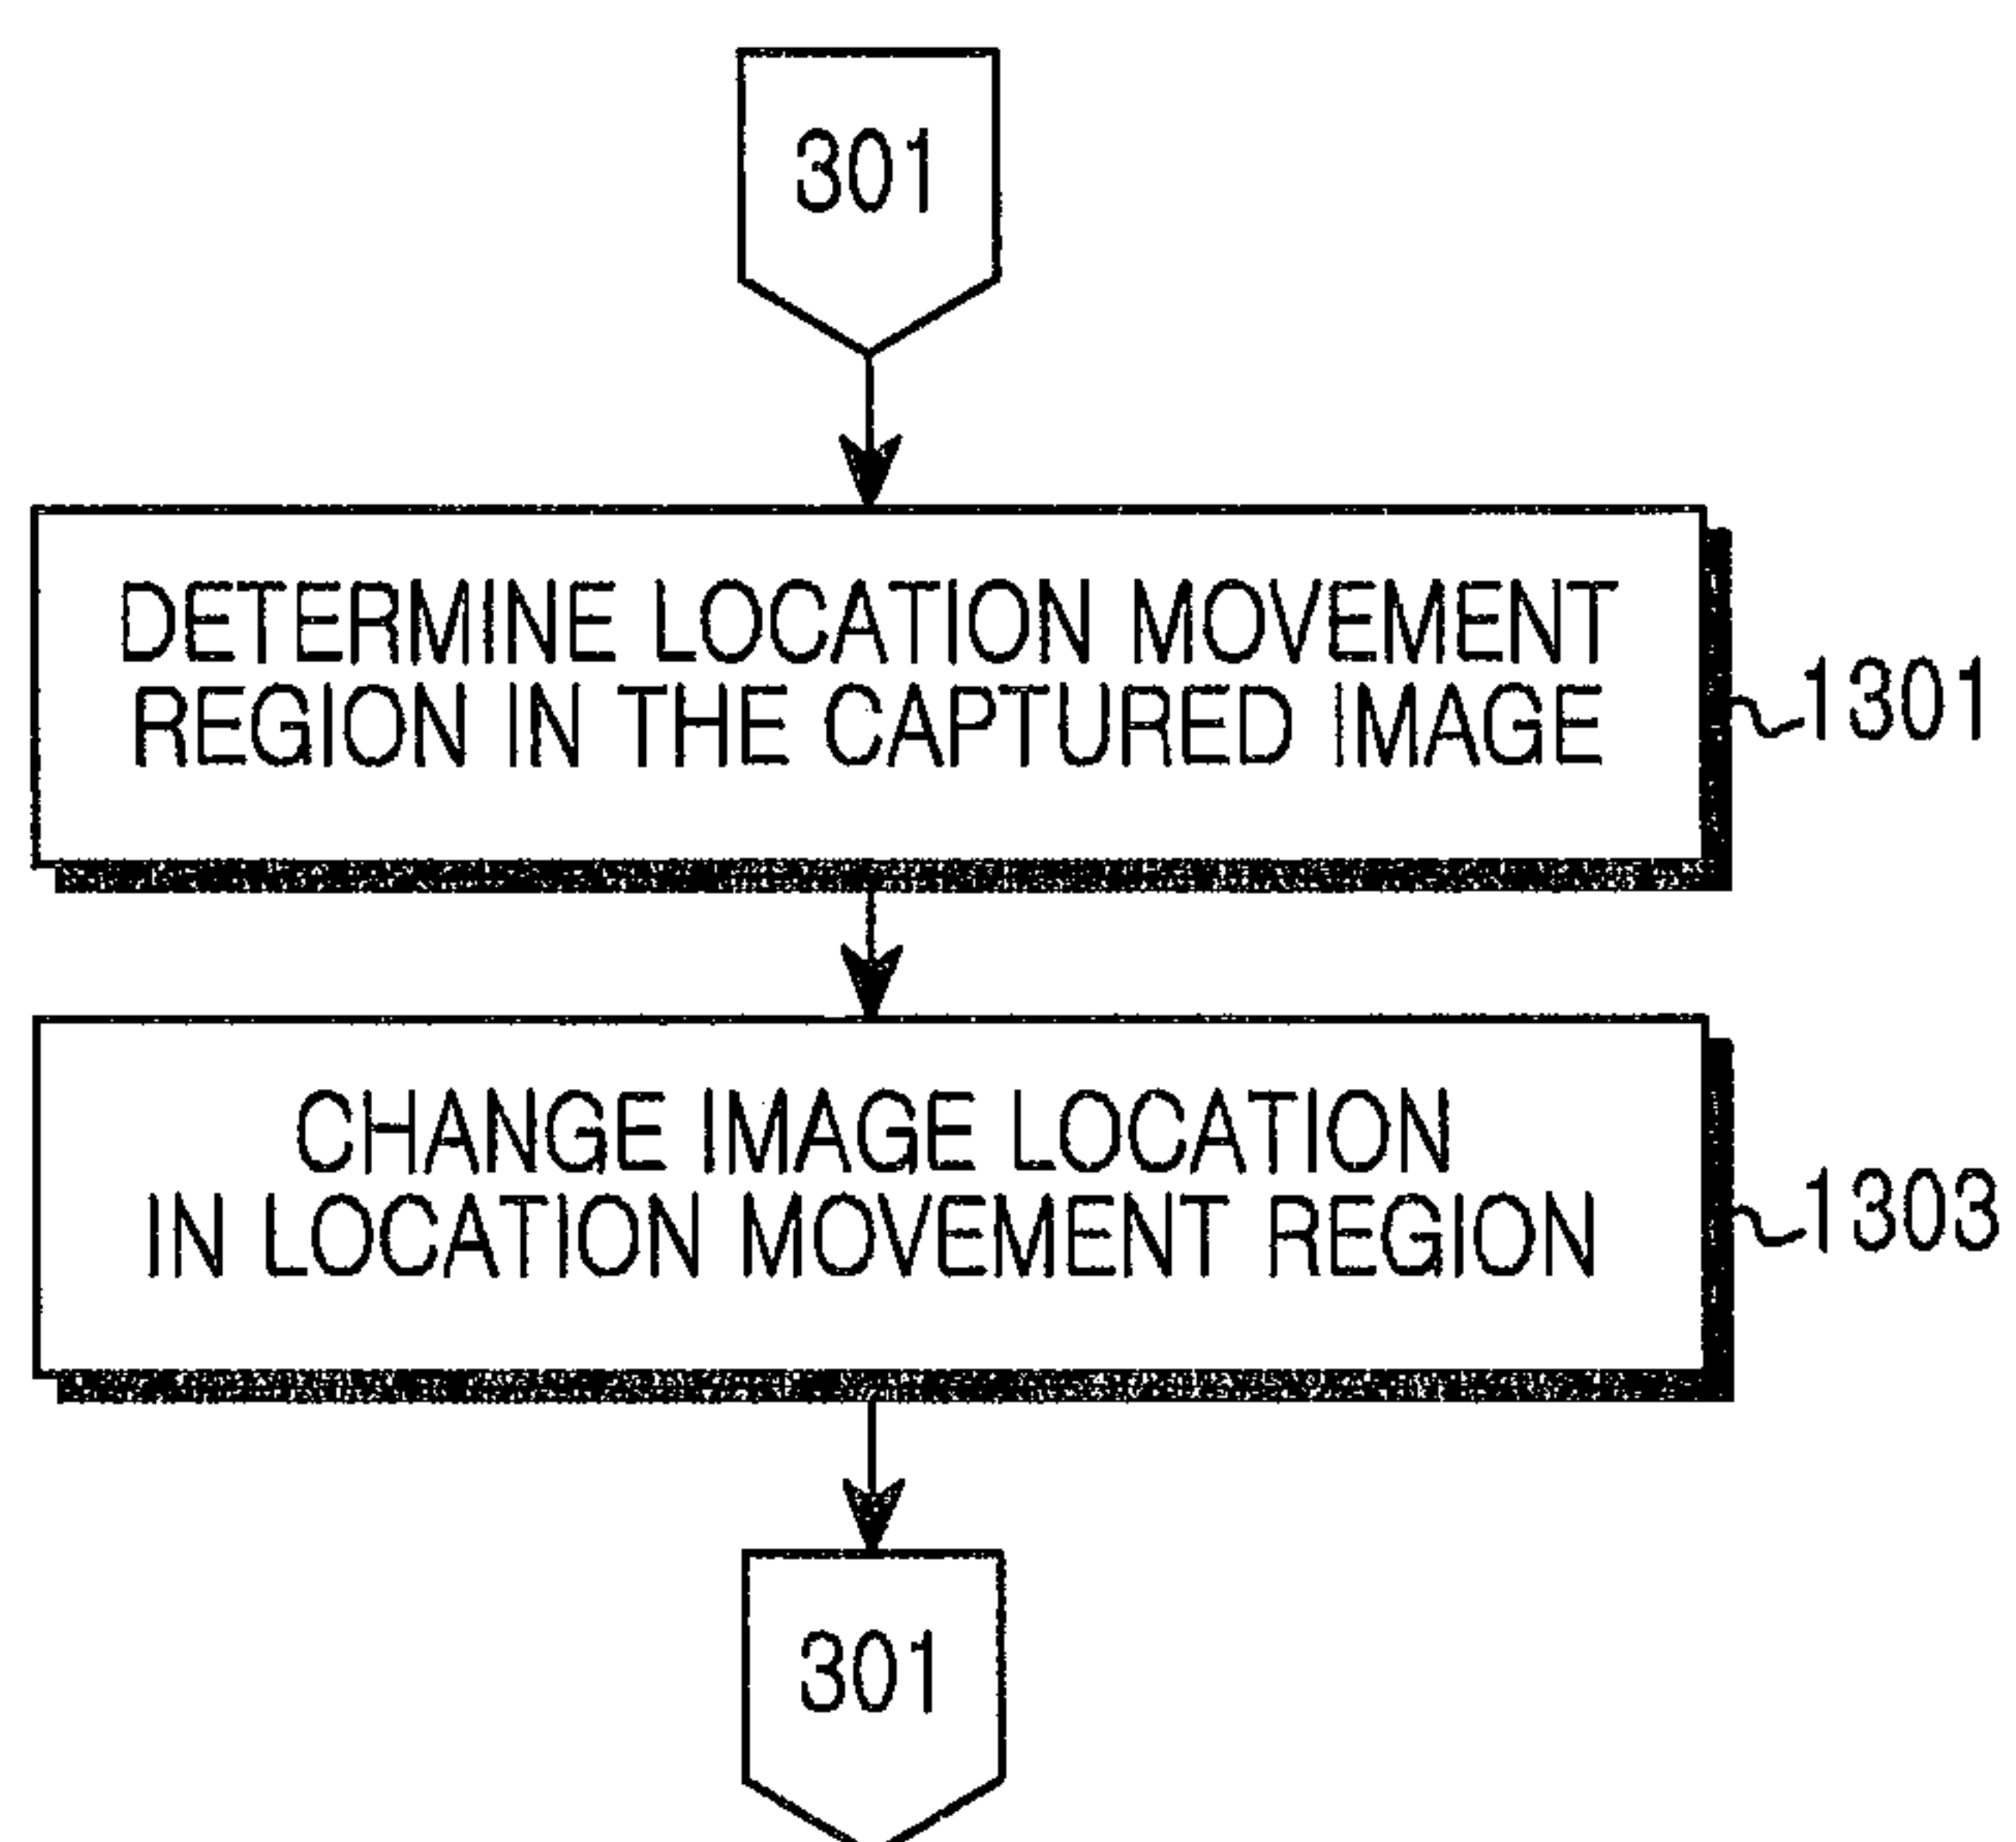 301
DETERMINE LOCATION MOVEMENT
REGION IN THE CAPTURED IMAGE
1301
CHANGE IMAGE LOCATION
IN LOCATION MOVEMENT REGION
1303
301